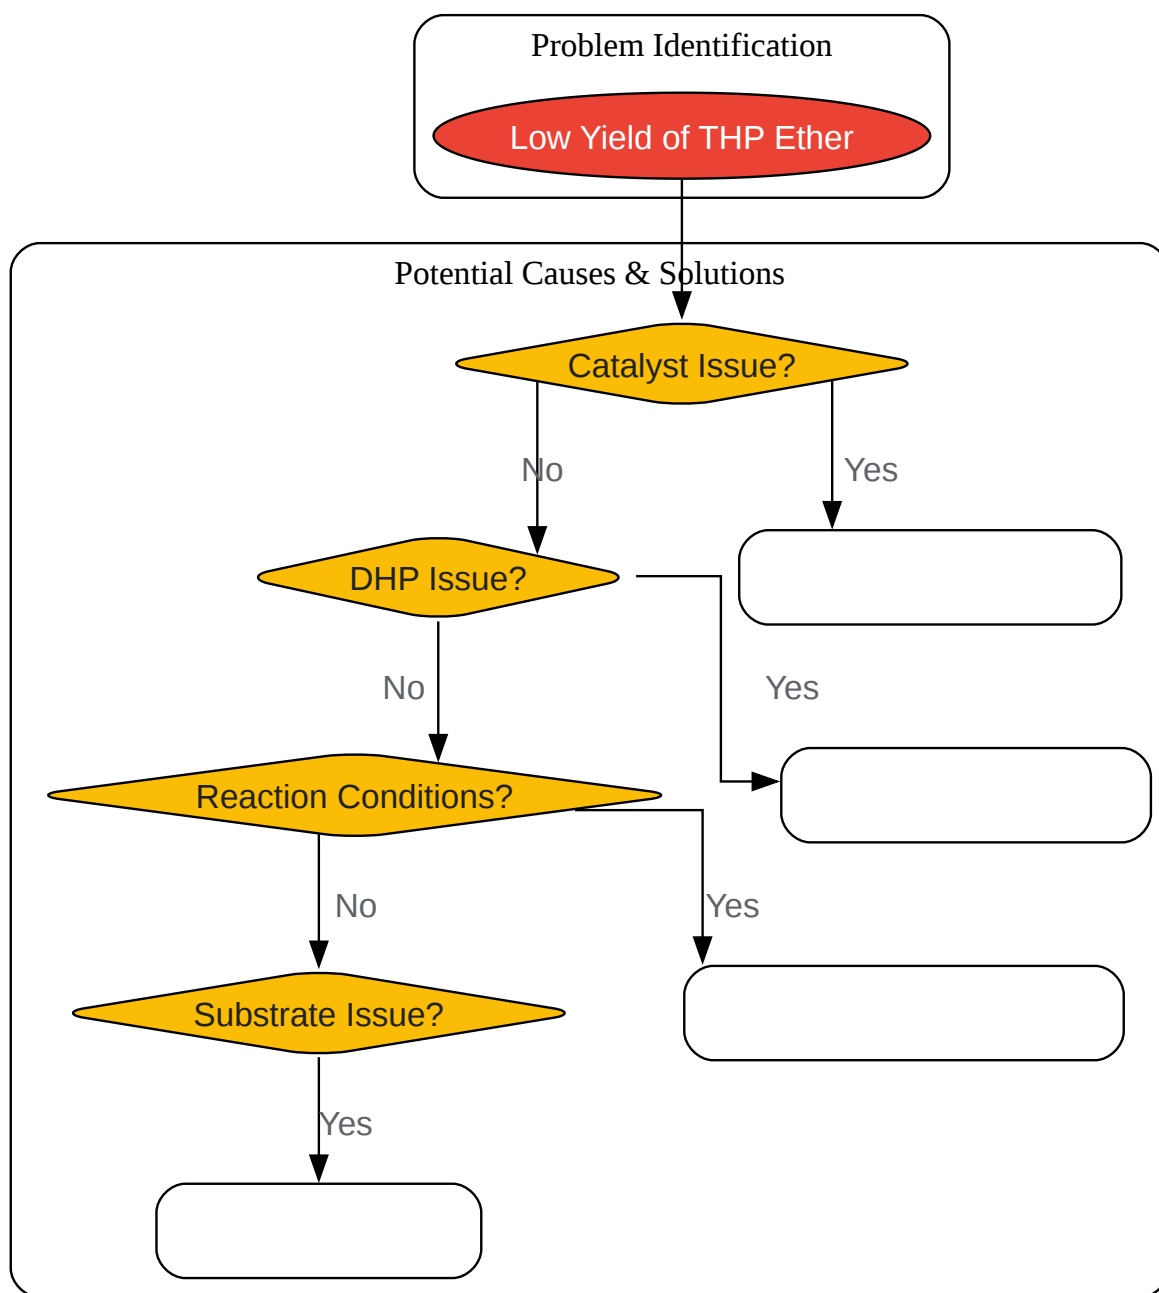 Problem Identification
Low Yield of THP Ether
Potential Causes & Solutions
Catalyst Issue?
No
Yes
DHP Issue?
No
Yes
Reaction Conditions?
No
Yes
Substrate Issue?
Yes